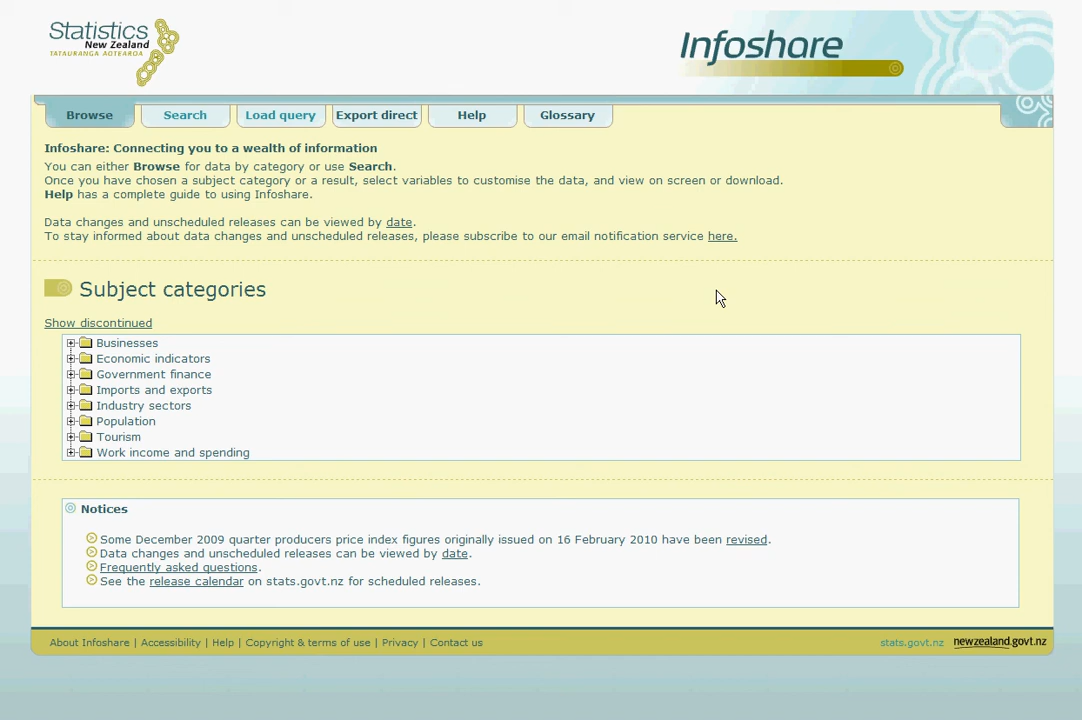 Statistics
New Zealand
TATAURANGA AOTEAROA
Infoshare
Browse Search Load query Export direct Help Glossary
Infoshare: Connecting you to a wealth of information
You can either Browse for data by category or use Search.
Once you have chosen a subject category or a result, select variables to customise the data, and view on screen or download.
Help has a complete guide to using Infoshare.
Data changes and unscheduled releases can be viewed by date.
To stay informed about data changes and unscheduled releases, please subscribe to our email notification service here.
Subject categories
Show discontinued
Businesses
Economic indicators
Government finance
Imports and exports
Industry sectors
Population
Tourism
Work income and spending
Notices
Some December 2009 quarter producers price index figures originally issued on 16 February 2010 have been revised.
Data changes and unscheduled releases can be viewed by date.
Frequently asked questions.
See the release calendar on stats.govt.nz for scheduled releases.
About Infoshare | Accessibility | Help | Copyright & terms of use | Privacy | Contact us stats.govt.nz newzealand.govt.nz